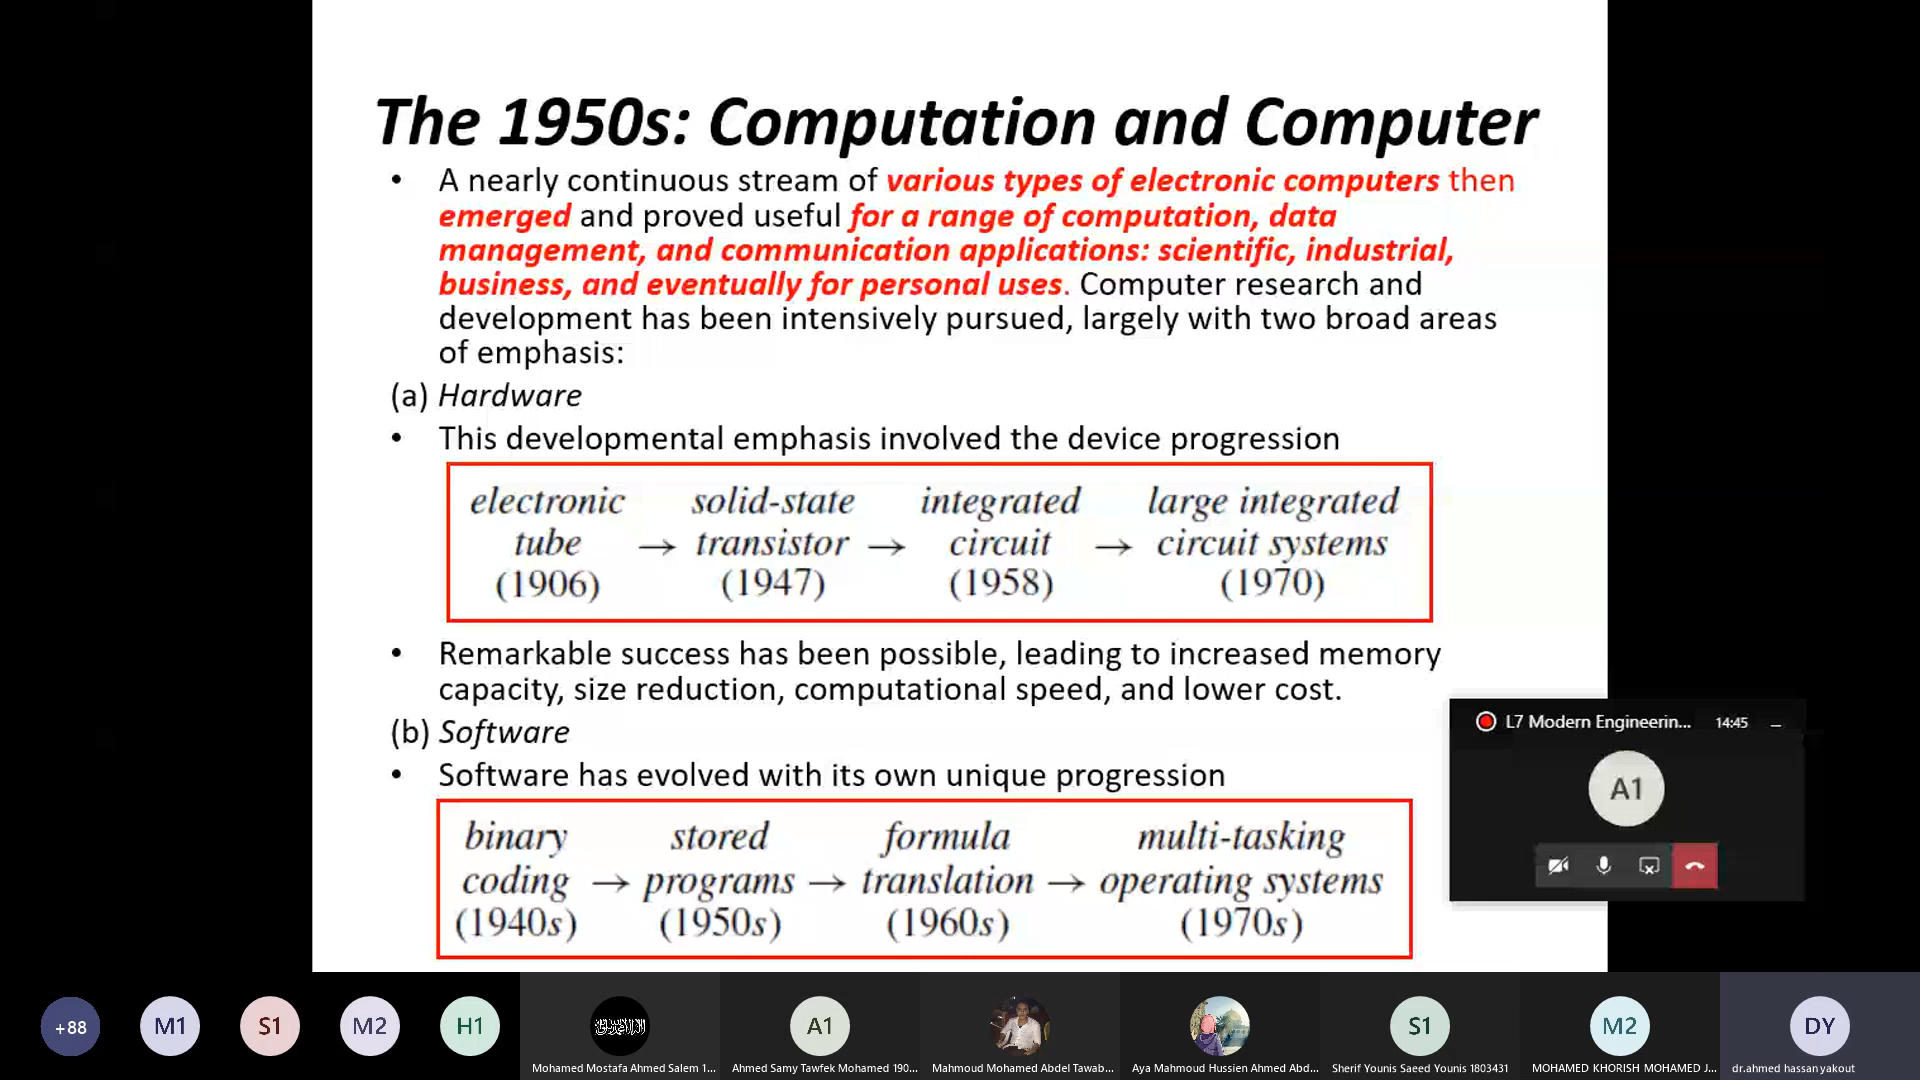 The 1950s: Computation and Computer
• A nearly continuous stream of various types of electronic computers then
emerged and proved useful for a range of computation, data
management, and communication applications: scientific, industrial,
business, and eventually for personal uses. Computer research and
development has been intensively pursued, largely with two broad areas
of emphasis:
(a) Hardware
• This developmental emphasis involved the device progression
electronic solid-state integrated large integrated
tube → transistor → circuit → circuit systems
(1906) (1947) (1958) (1970)
• Remarkable success has been possible, leading to increased memory
capacity, size reduction, computational speed, and lower cost.
(b) Software
• Software has evolved with its own unique progression
binary stored formula multi-tasking
coding → programs → translation → operating systems
(1940s) (1950s) (1960s) (1970s)
L7 Modern Engineerin... 14:45
A1
+88 M1 S1 M2 H1 A1 S1 M2 DY
Mohamed Mostafa Ahmed Salem 1... Ahmed Samy Tawfek Mohamed 190... Mahmoud Mohamed Abdel Tawab... Aya Mahmoud Hussien Ahmed Abd... Sherif Younis Saeed Younis 1803431 MOHAMED KHORISH MOHAMED J... dr.ahmed hassan yakout